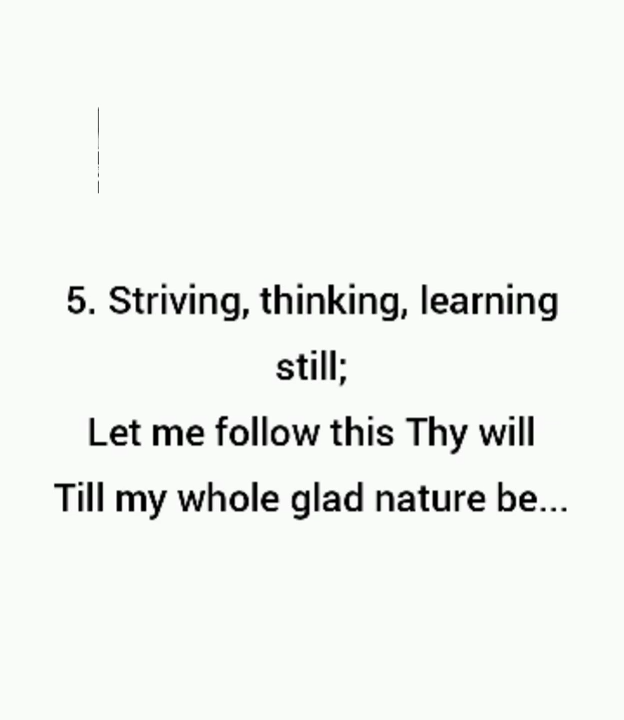 5. Striving, thinking, learning
still;
Let me follow this Thy will
Till my whole glad nature be...